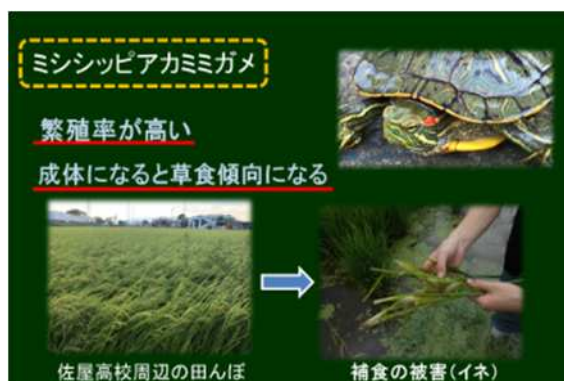 ミシシッピアカミミガメ
繁殖率が高い
成体になると草食傾向になる
佐屋高校周辺の田んぼ
補食の被害(イネ)